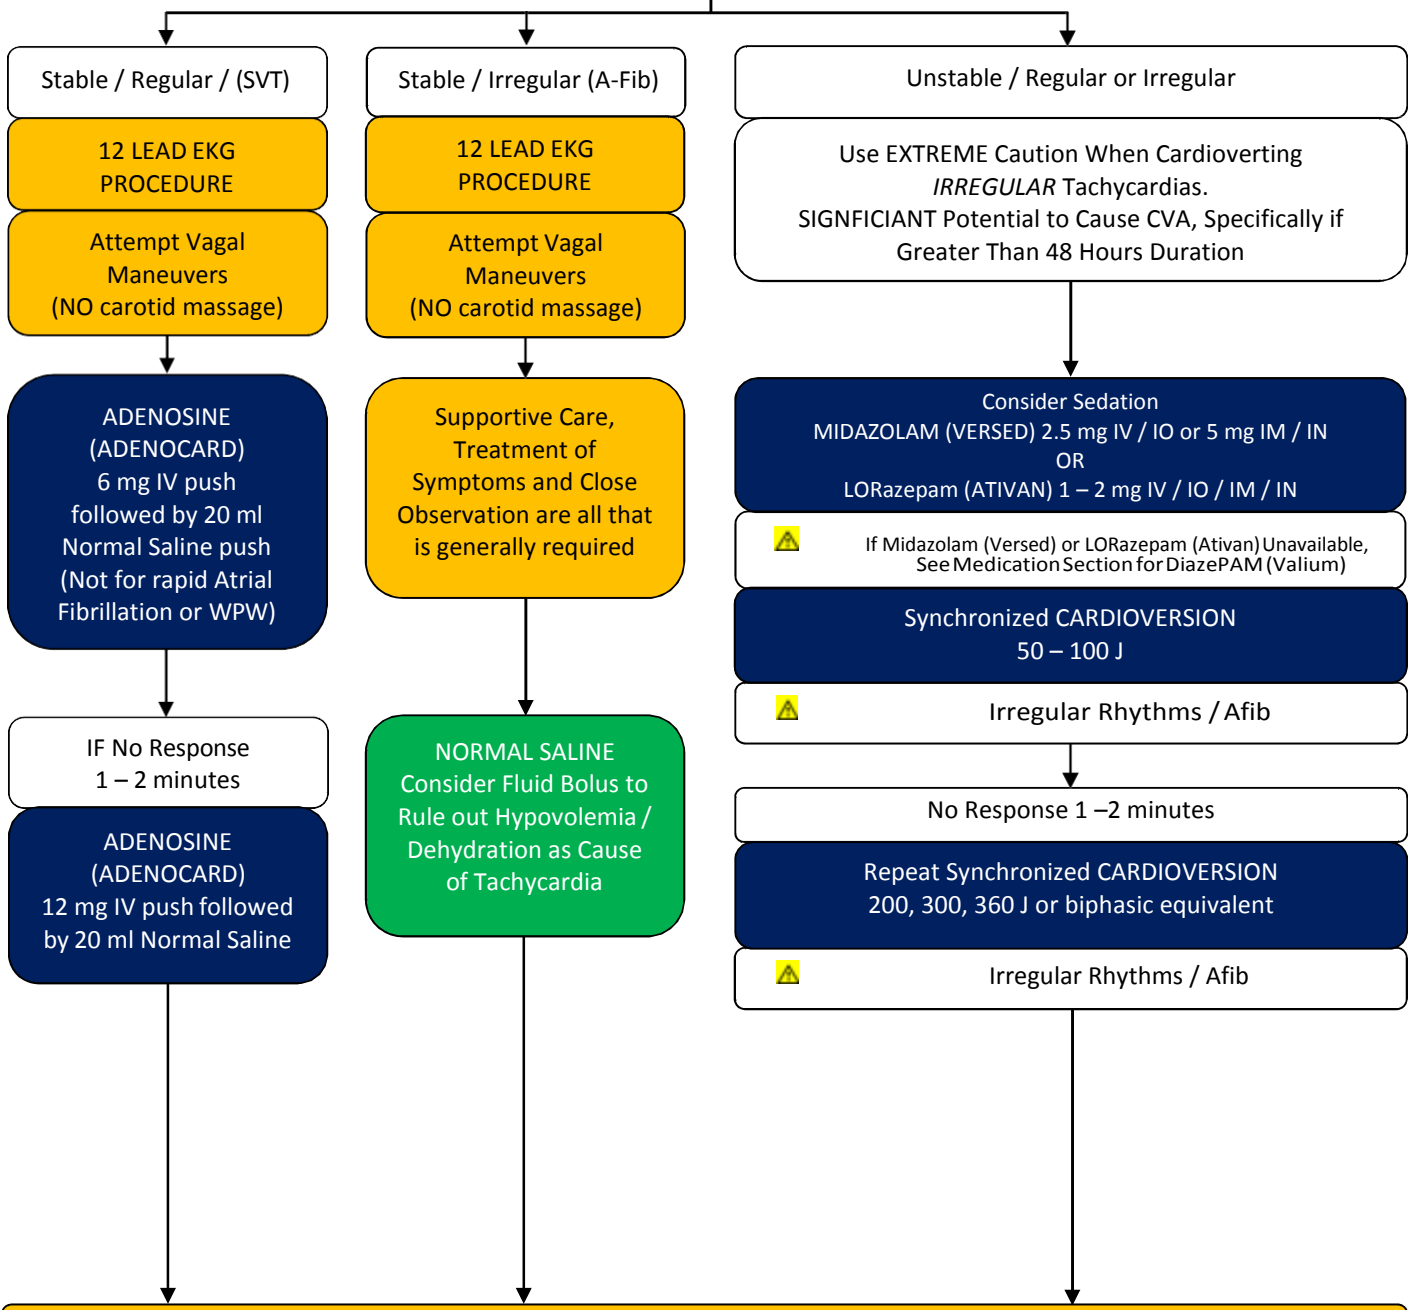 Stable / Regular / (SVT)
12 LEAD EKG
PROCEDURE
Attempt Vagal
Maneuvers
(NO carotid massage)
ADENOSINE
(ADENOCARD)
6 mg IV push
followed by 20 ml
Normal Saline push
(Not for rapid Atrial
Fibrillation or WPW)
IF No Response
1 – 2 minutes
ADENOSINE
(ADENOCARD)
12 mg IV push followed
by 20 ml Normal Saline
Stable / Irregular (A-Fib)
12 LEAD EKG
PROCEDURE
Attempt Vagal
Maneuvers
(NO carotid massage)
Supportive Care,
Treatment of
Symptoms and Close
Observation are all that
is generally required
NORMAL SALINE
Consider Fluid Bolus to
Rule out Hypovolemia /
Dehydration as Cause
of Tachycardia
Unstable / Regular or Irregular
Use EXTREME Caution When Cardioverting
IRREGULAR Tachycardias.
SIGNFICIANT Potential to Cause CVA, Specifically if
Greater Than 48 Hours Duration
Consider Sedation
MIDAZOLAM (VERSED) 2.5 mg IV / IO or 5 mg IM / IN
OR
LORazepam (ATIVAN) 1 – 2 mg IV / IO / IM / IN
If Midazolam (Versed) or LORazepam (Ativan) Unavailable,
See Medication Section for DiazePAM (Valium)
Synchronized CARDIOVERSION
50 – 100 J
Irregular Rhythms / Afib
No Response 1 –2 minutes
Repeat Synchronized CARDIOVERSION
200, 300, 360 J or biphasic equivalent
Irregular Rhythms / Afib